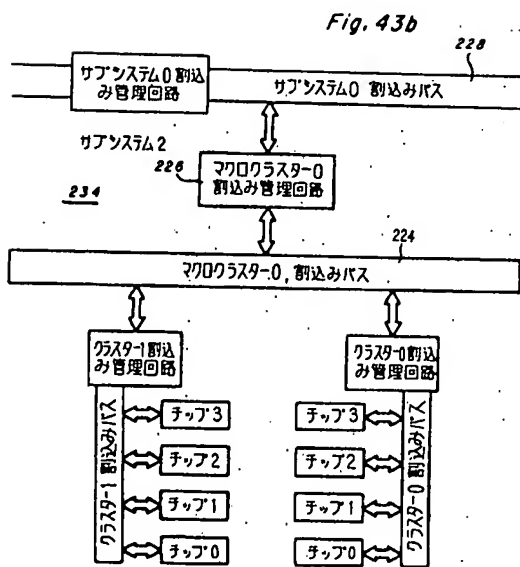 Fig. 43b
228
サブシステム0 割込
み管理回路
サブシステム0 割込みバス
サブシステム2
226
マクロクラスター0
割込み管理回路
234
224
マクロクラスター0, 割込みバス
クラスター1 割込
み管理回路
クラスター0 割込
み管理回路
クラスター1 割込みバス
チップ3
チップ2
チップ1
チップ0
チップ3
チップ2
チップ1
チップ0
クラスター0 割込みバス